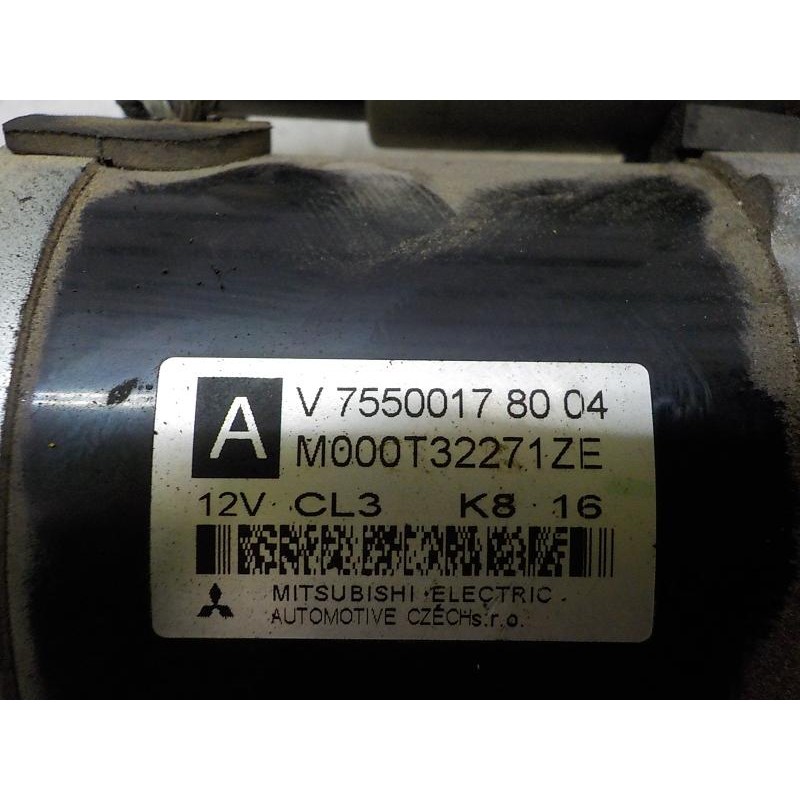 A V 7550017 80 04
M000T32271ZE
12V CL3 K8 16
MITSUBISHI ELECTRIC
AUTOMOTIVE CZECH s.r.o.